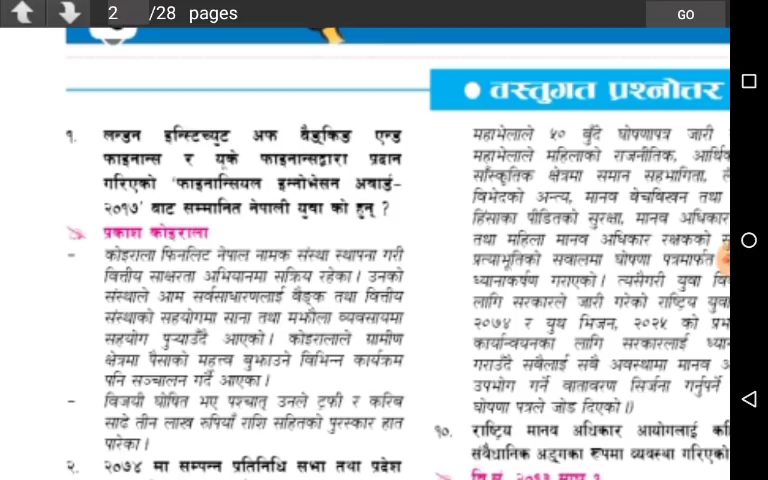 2 /28 pages GO
वस्तुगत प्रश्नोत्तर
१. लन्डन इन्स्टिच्युट अफ बैङ्किङ एन्ड
फाइनान्स र यूके फाइनान्सद्वारा प्रदान
गरिएको 'फाइनान्सियल इन्नोभेसन अवार्ड-
२०१७' बाट सम्मानित नेपाली युवा को हुन् ?
प्रकाश कोइराला
- कोइराला फिनलिट नेपाल नामक संस्था स्थापना गरी
वित्तीय साक्षरता अभियानमा सक्रिय रहेका । उनको
संस्थाले आम सर्वसाधारणलाई बैङ्क तथा वित्तीय
संस्थाको सहयोगमा साना तथा मझौला व्यवसायमा
सहयोग पुऱ्याउँदै आएको । कोइरालाले ग्रामीण
क्षेत्रमा पैसाको महत्त्व बुझाउने विभिन्न कार्यक्रम
पनि सञ्चालन गर्दै आएका ।
- विजयी घोषित भए पश्चात् उनले ट्रफी र करिब
साढे तीन लाख रुपियाँ राशि सहितको पुरस्कार हात
पारेका ।
२. २०७४ मा सम्पन्न प्रतिनिधि सभा तथा प्रदेश
महाभेलाले ५० बुँदे घोषणापत्र जारी
महाभेलाले महिलाको राजनीतिक, आर्थि
साँस्कृतिक क्षेत्रमा समान सहभागिता,
विभेदको अन्त्य, मानव बेचबिखन तथा
हिंसाका पीडितको सुरक्षा, मानव अधिकार
तथा महिला मानव अधिकार रक्षकको
प्रत्याभूतिको सवालमा घोषणा पत्रमार्फत
ध्यानाकर्षण गराएको । त्यसैगरी युवा
लागि सरकारले जारी गरेको राष्ट्रिय युवा
२०७४ र युथ भिजन, २०२५ को
कार्यान्वयनका लागि सरकारलाई
गराउँदै सबैलाई सबै अवस्थामा मानव
उपभोग गर्ने वातावरण सिर्जना गर्नुपर्ने
घोषणा पत्रले जोड दिएको ।)
१०. राष्ट्रिय मानव अधिकार आयोगलाई
संवैधानिक अङ्गका रूपमा व्यवस्था गरिएको